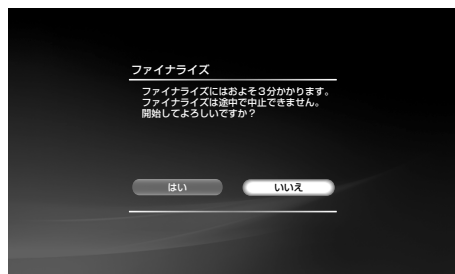 ファイナライズ
ファイナライズにはおよそ3分かかります。
ファイナライズは途中で中止できません。
開始してよろしいですか?
はい
いいえ